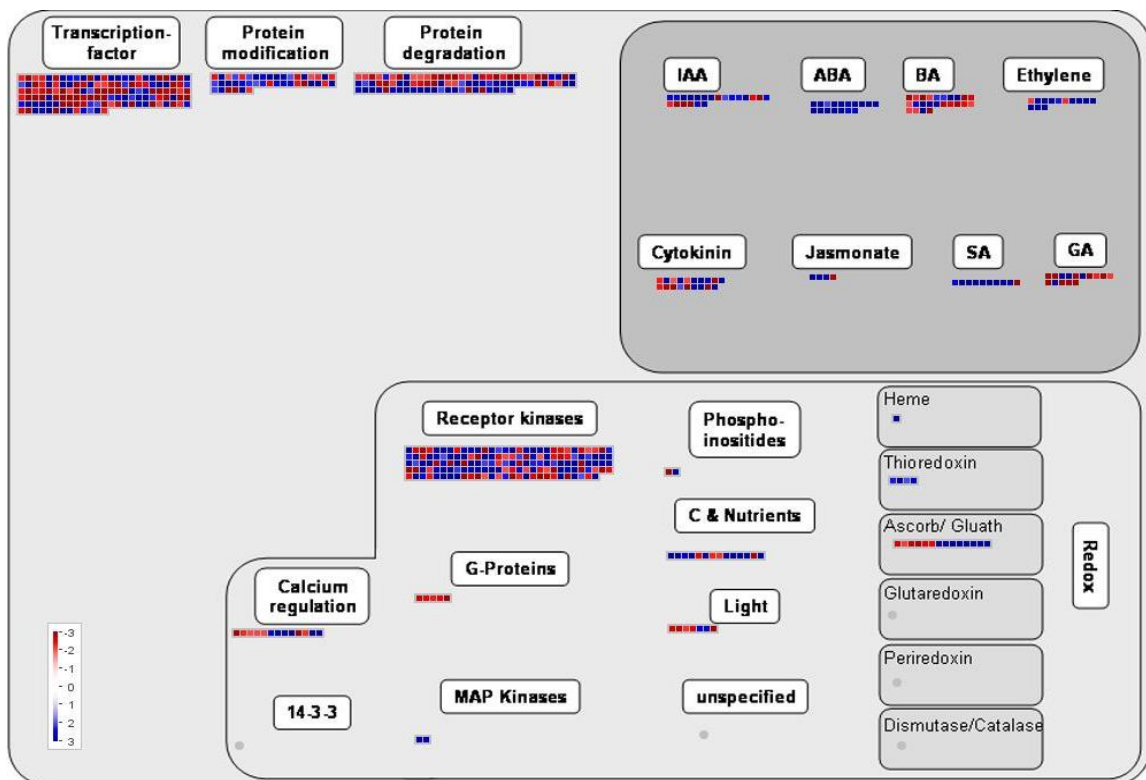 Transcription-
factor
Protein
modification
Protein
degradation
IAA
ABA
BA
Ethylene
Cytokinin
Jasmonate
SA
GA
Receptor kinases
Phospho-
inositides
C & Nutrients
G-Proteins
Calcium
regulation
Light
MAP Kinases
unspecified
14-3-3
Heme
Thioredoxin
Ascorb/ Gluath
Glutaredoxin
Periredoxin
Dismutase/Catalase
Redox
-3
-2
-1
0
1
2
3